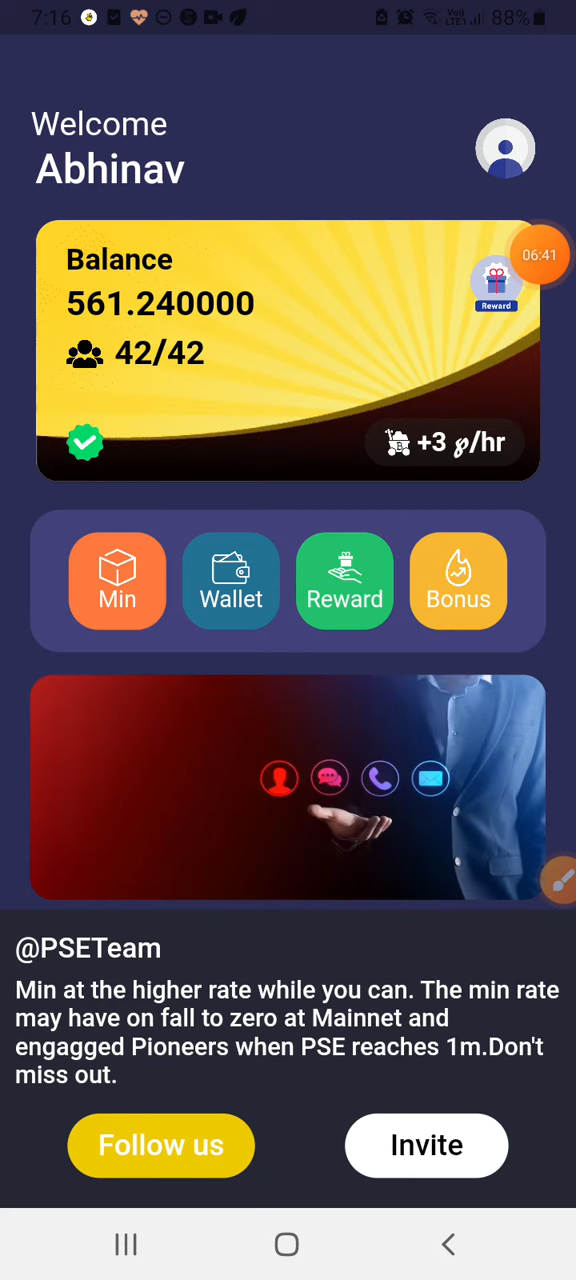 7:16
Vo) LTE1 88%
Welcome
Abhinav
Balance
561.240000
42/42
Reward
06:41
+3 ℘/hr
Min
Wallet
Reward
Bonus
@PSETeam
Min at the higher rate while you can. The min rate
may have on fall to zero at Mainnet and
engagged Pioneers when PSE reaches 1m.Don't
miss out.
Follow us
Invite